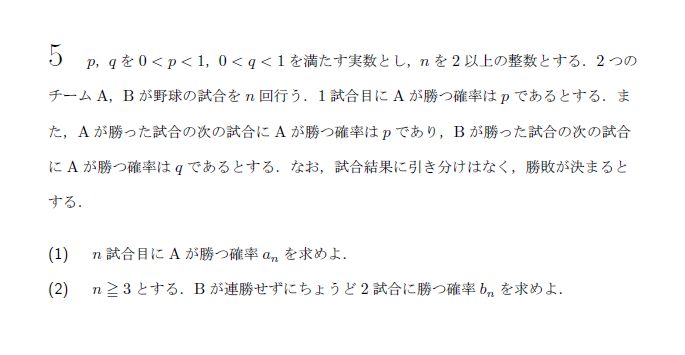 5 p，q を 0 < p < 1，0 < q < 1 を満たす実数とし，n を 2 以上の整数とする．2 つの
チーム A，B が野球の試合を n 回行う．1 試合目に A が勝つ確率は p であるとする．ま
た，A が勝った試合の次の試合に A が勝つ確率は p であり，B が勝った試合の次の試合
に A が勝つ確率は q であるとする．なお，試合結果に引き分けはなく，勝敗が決まると
する．
(1) n 試合目に A が勝つ確率 aₙ を求めよ．
(2) n ≧ 3 とする．B が連勝せずにちょうど 2 試合に勝つ確率 bₙ を求めよ．